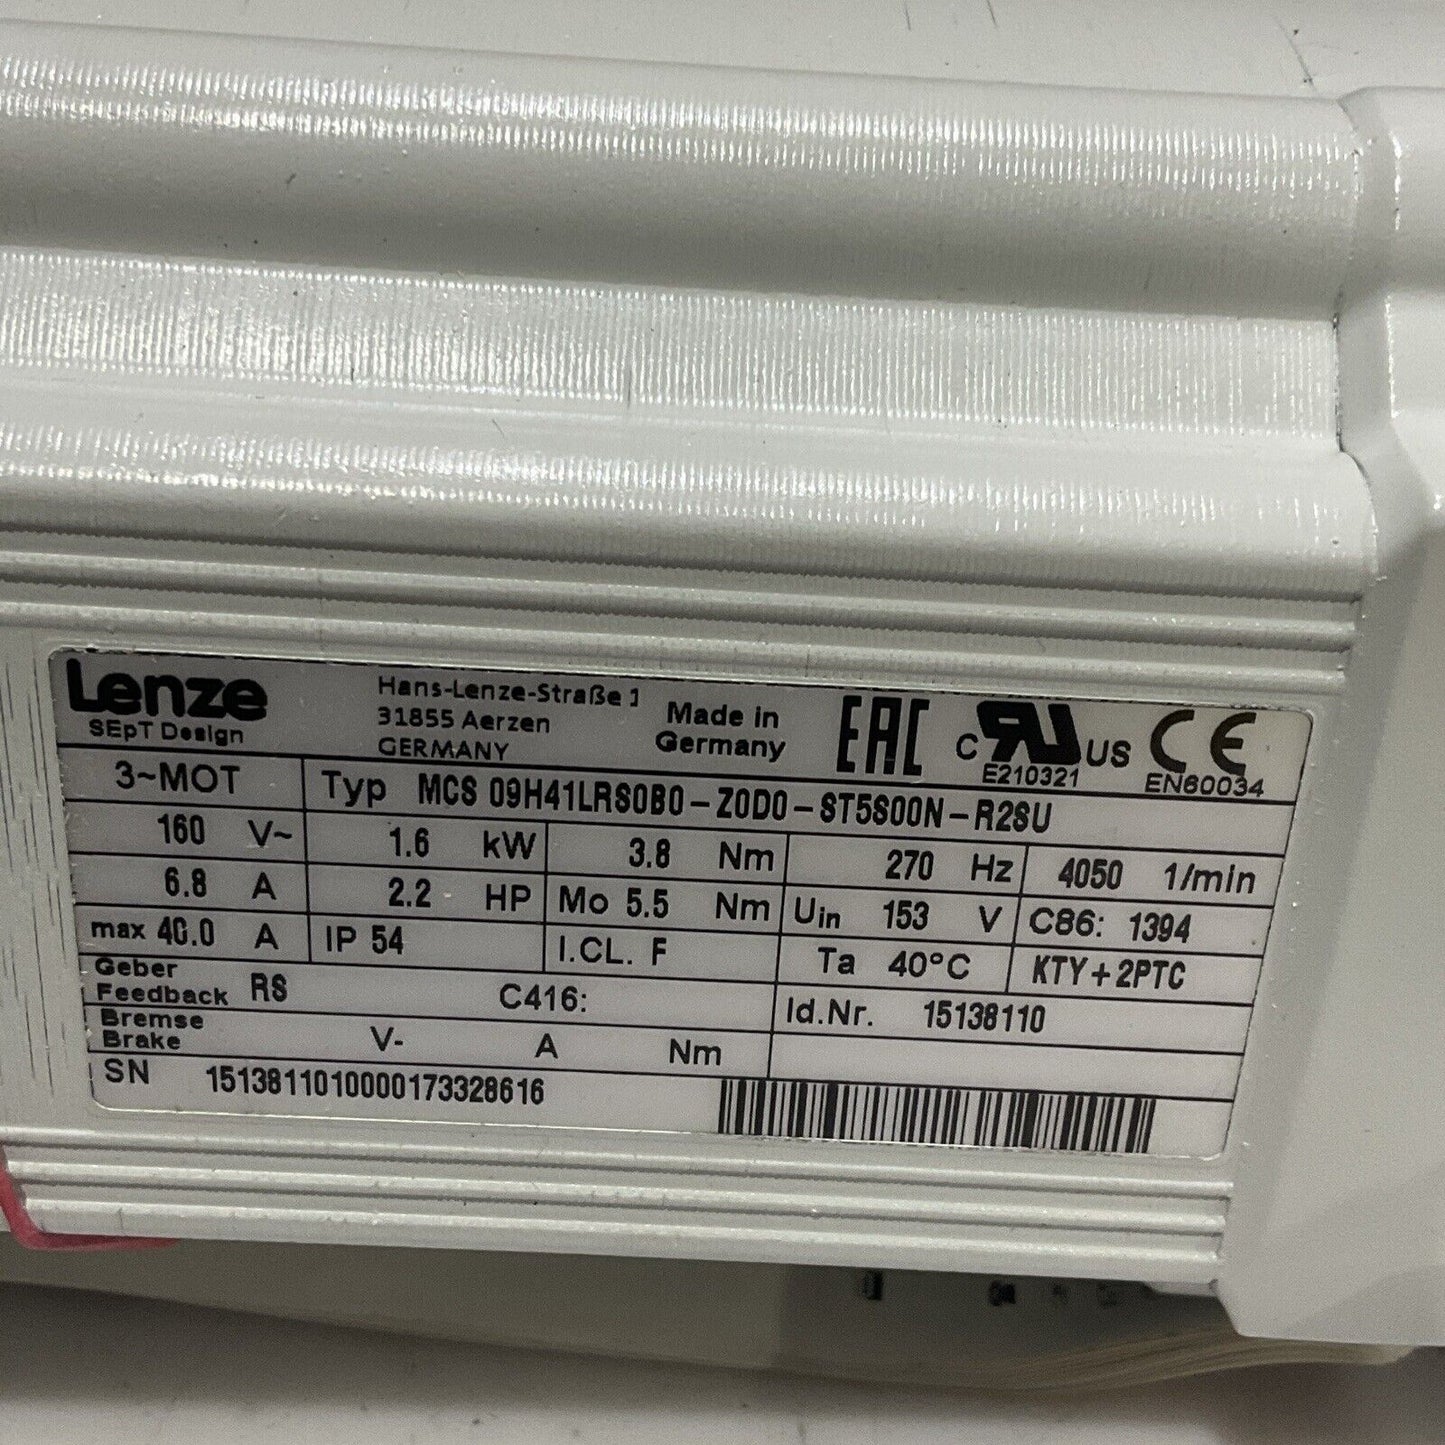 Lenze
SEpT Design
Hans-Lenze-Straße 1
31855 Aerzen
GERMANY
Made in
Germany
EAC
C UR US
E210321
CE
EN60034
3~MOT Typ MCS 09H41LRS0B0-Z0D0-ST5S00N-R2SU
160 V~ 1.6 kW 3.8 Nm 270 Hz 4050 1/min
6.8 A 2.2 HP Mo 5.5 Nm Uin 153 V C86: 1394
max 40.0 A IP 54 I.CL. F Ta 40°C KTY+2PTC
Geber
Feedback RS C416: Id.Nr. 15138110
Bremse
Brake V- A Nm
SN 1513811010000173328616